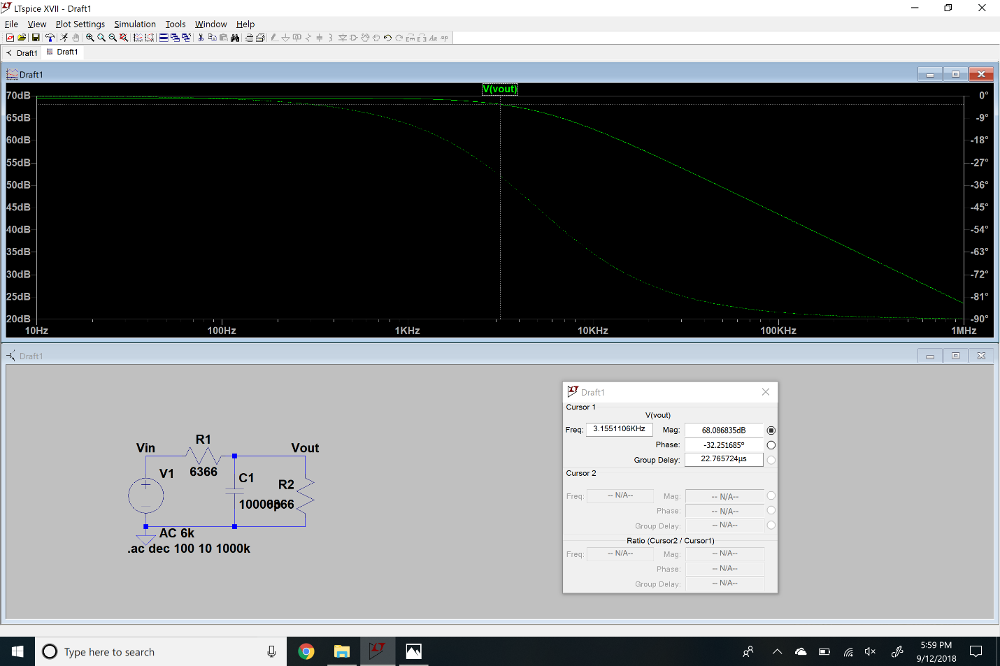 LTspice XVII - Draft1
File View Plot Settings Simulation Tools Window Help
Draft1 Draft1
Draft1
V(vout)
70dB 0°
65dB -9°
60dB -18°
55dB -27°
50dB -36°
45dB -45°
40dB -54°
35dB -63°
30dB -72°
25dB -81°
20dB -90°
10Hz 100Hz 1KHz 10KHz 100KHz 1MHz
Draft1
Vin R1 Vout
6366
V1 C1
R2
AC 6k
.ac dec 100 10 1000k
Draft1
Cursor 1
V(vout)
Freq: 3.1551106KHz Mag: 68.086835dB
Phase: -32.251685°
Group Delay: 22.765724µs
Cursor 2
Freq: -- N/A-- Mag: -- N/A--
Phase: -- N/A--
Group Delay: -- N/A--
Ratio (Cursor2 / Cursor1)
Freq: -- N/A-- Mag: -- N/A--
Phase: -- N/A--
Group Delay: -- N/A--
Type here to search
5:59 PM
9/12/2018